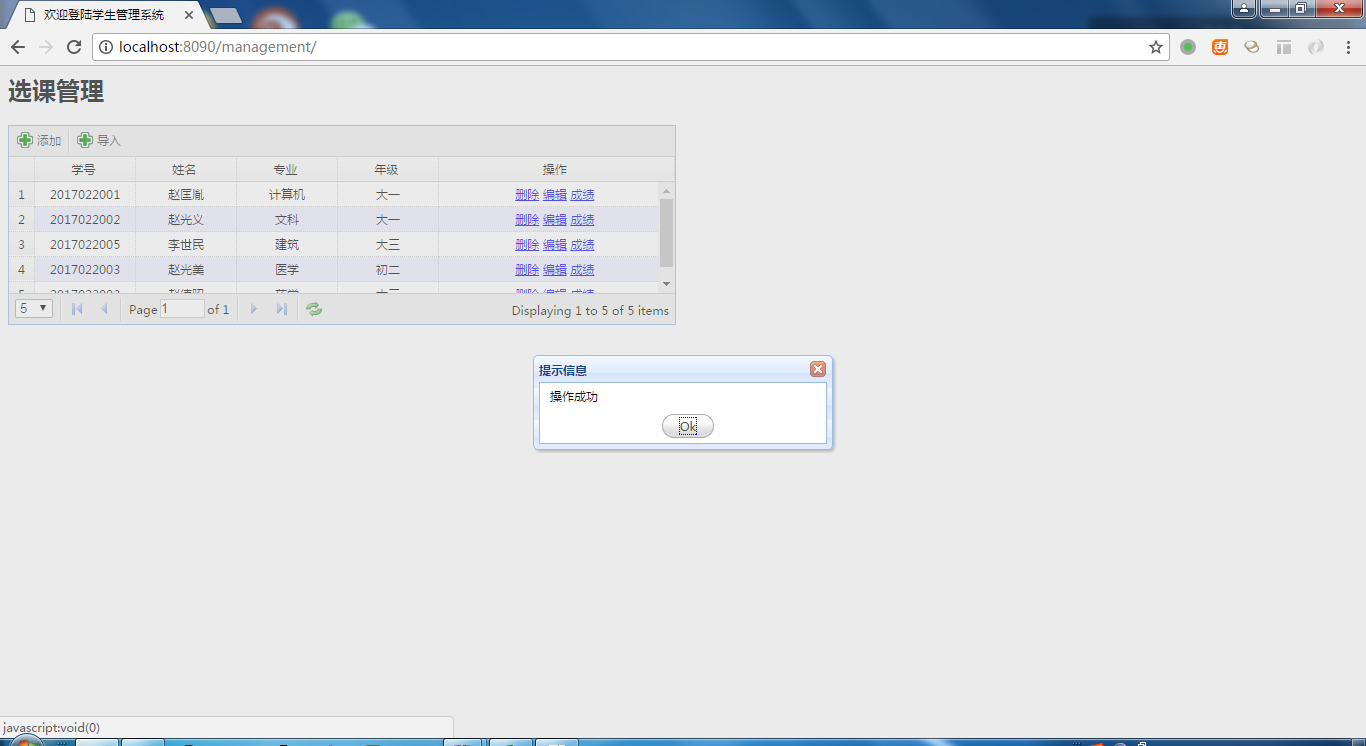 欢迎登陆学生管理系统
localhost:8090/management/
选课管理
添加 导入
学号 姓名 专业 年级 操作
1 2017022001 赵匡胤 计算机 大一 删除 编辑 成绩
2 2017022002 赵光义 文科 大一 删除 编辑 成绩
3 2017022005 李世民 建筑 大三 删除 编辑 成绩
4 2017022003 赵光美 医学 初二 删除 编辑 成绩
5 Page 1 of 1 Displaying 1 to 5 of 5 items
提示信息
操作成功
Ok
javascript:void(0)